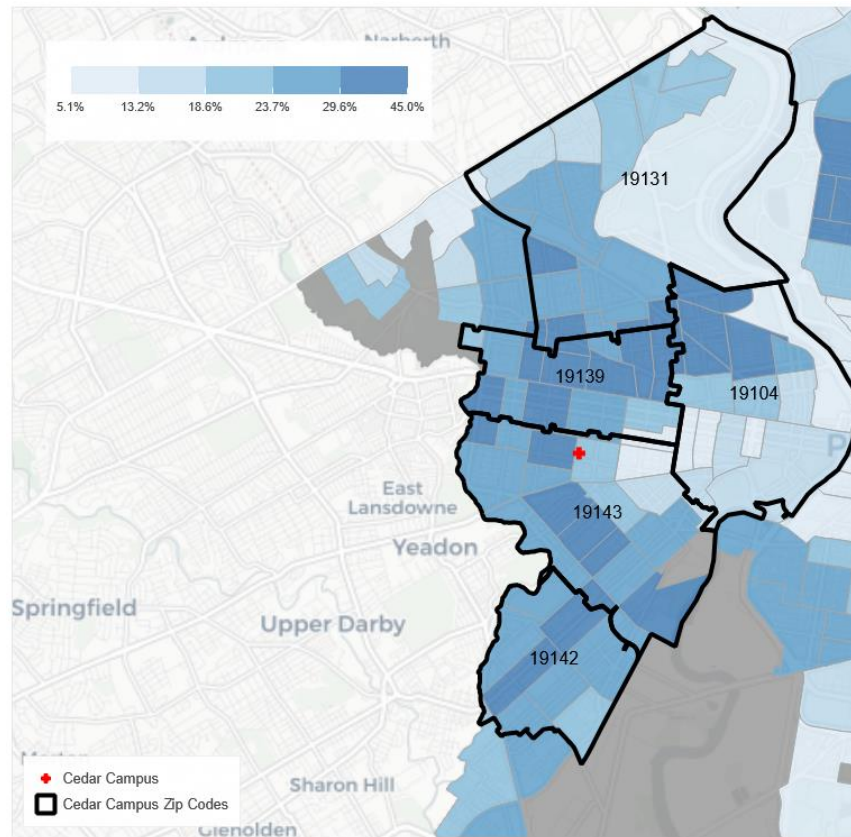 Narberth
5.1% 13.2% 18.6% 23.7% 29.6% 45.0%
19131
19139
19104
P
East
Lansdowne
19143
Yeadon
Springfield
Upper Darby
19142
Cedar Campus
Sharon Hill
Cedar Campus Zip Codes
Glenolden